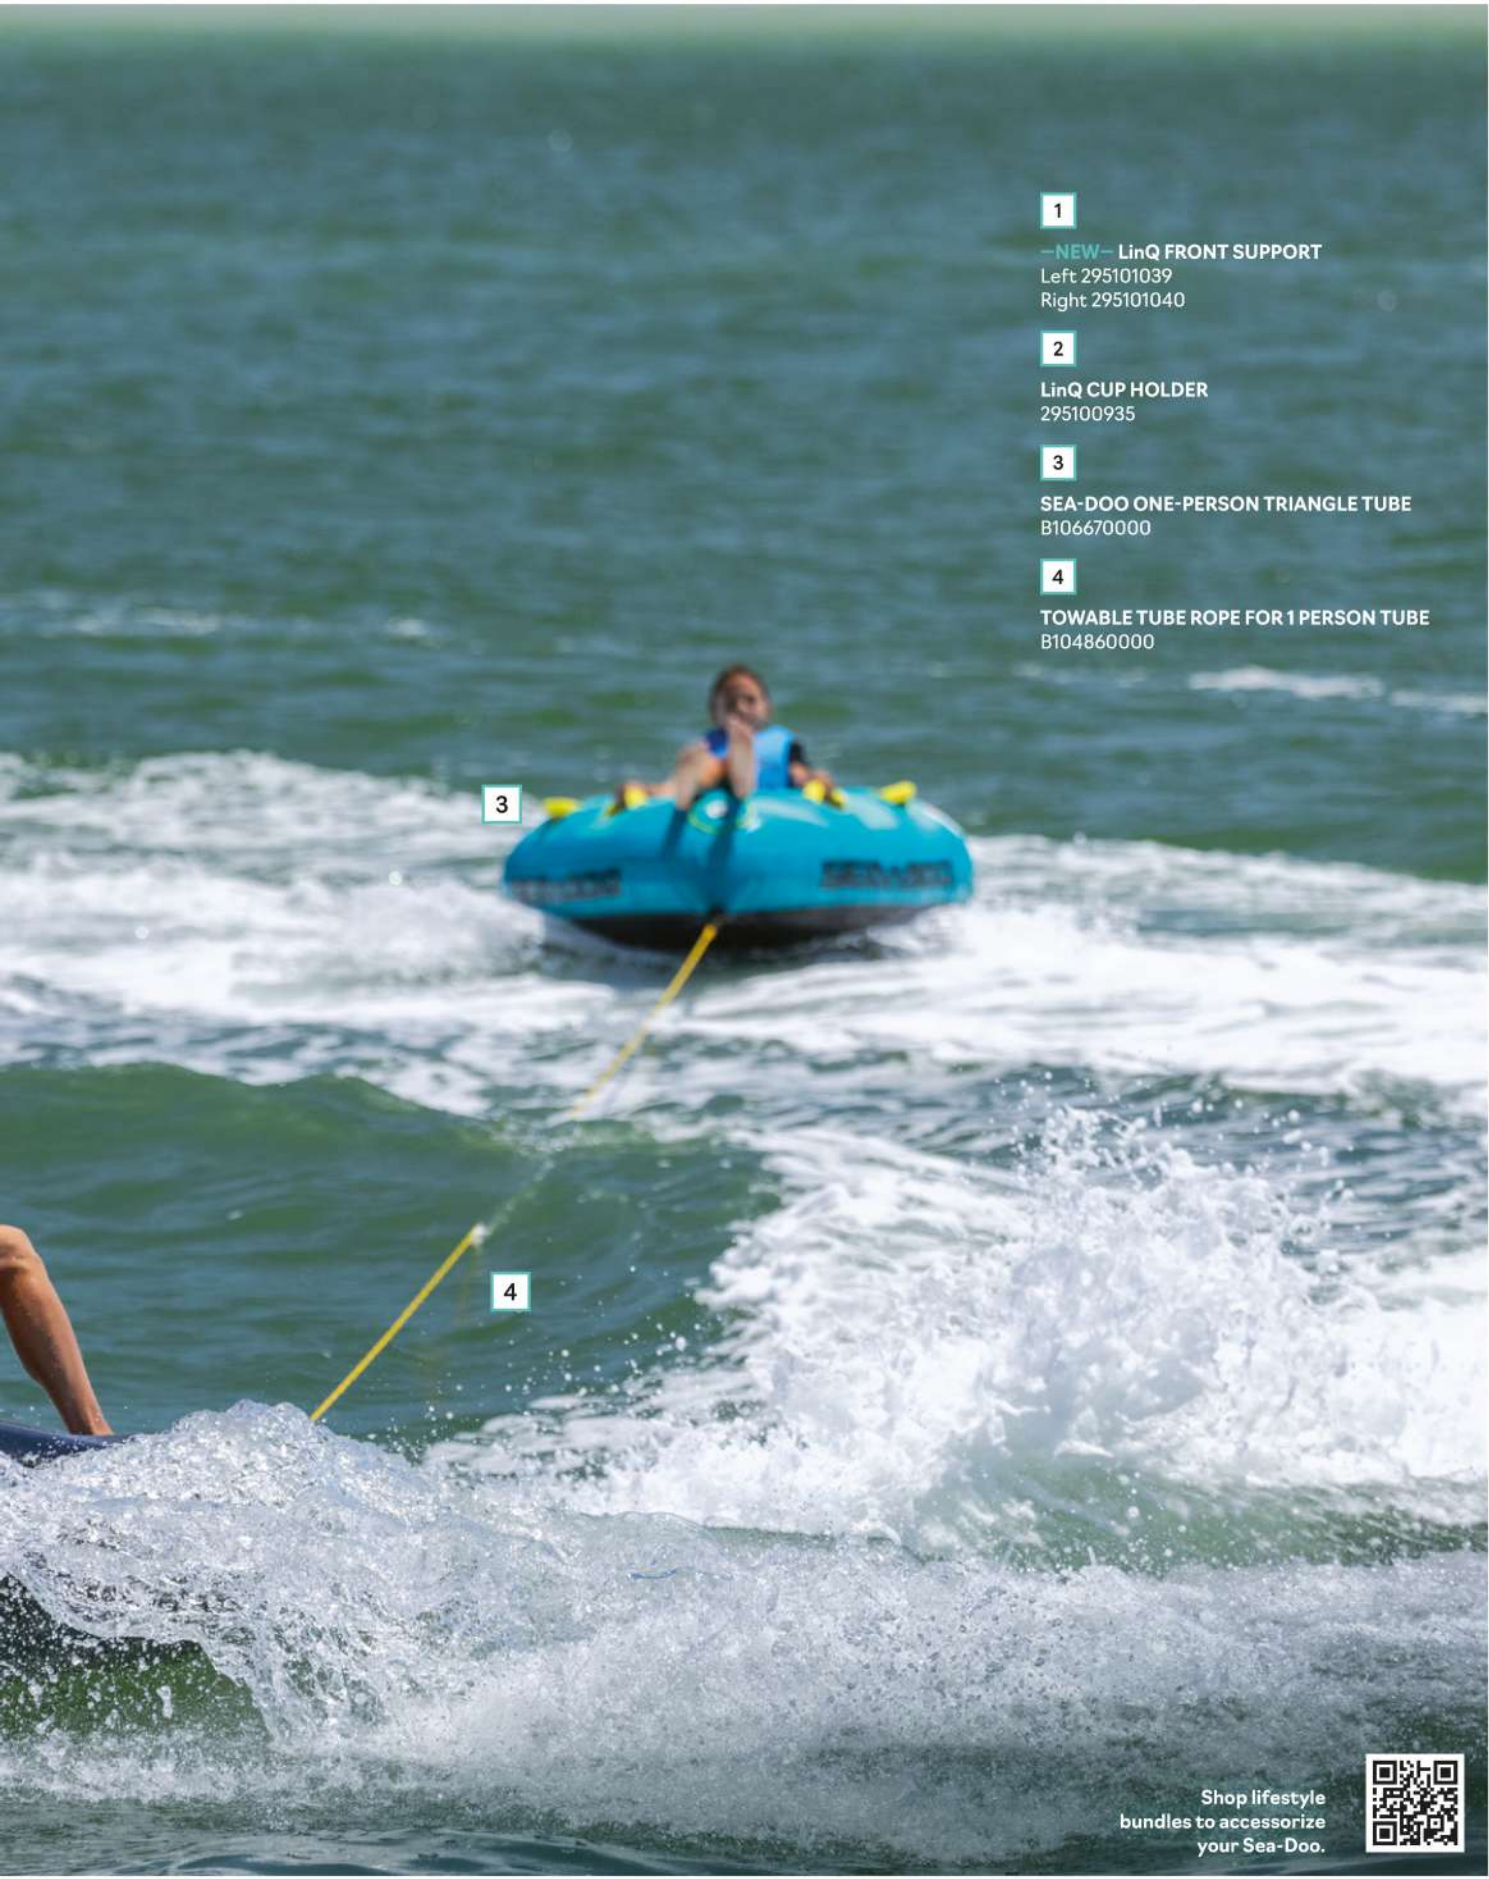 1
–NEW– LinQ FRONT SUPPORT
Left 295101039
Right 295101040
2
LinQ CUP HOLDER
295100935
3
SEA-DOO ONE-PERSON TRIANGLE TUBE
B106670000
4
TOWABLE TUBE ROPE FOR 1 PERSON TUBE
B104860000
3
4
Shop lifestyle
bundles to accessorize
your Sea-Doo.